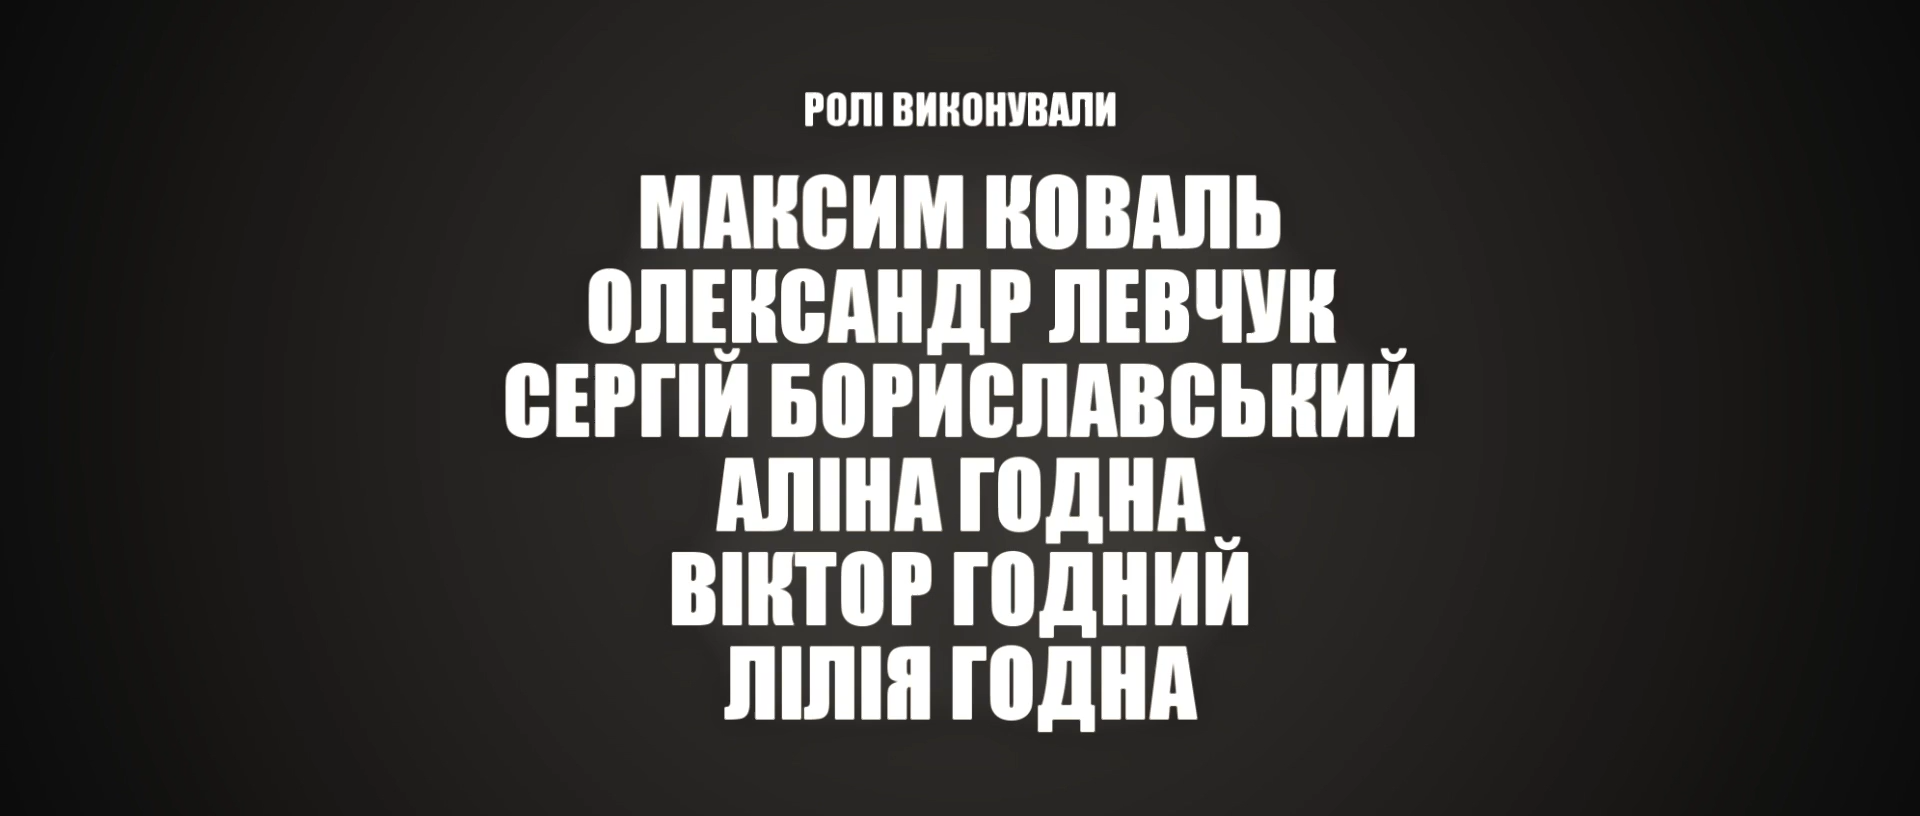 РОЛІ ВИКОНУВАЛИ
МАКСИМ КОВАЛЬ
ОЛЕКСАНДР ЛЕВЧУК
СЕРГІЙ БОРИСЛАВСЬКИЙ
АЛІНА ГОДНА
ВІКТОР ГОДНИЙ
ЛІЛІЯ ГОДНА